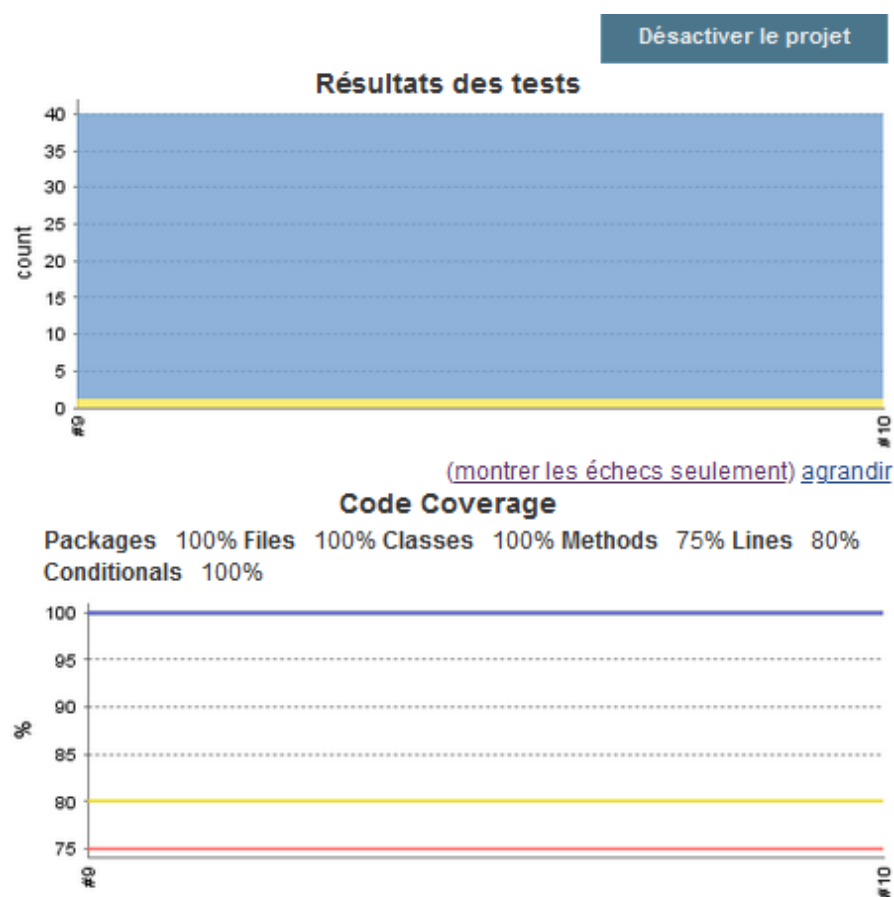 Désactiver le projet
Résultats des tests
40
35
30
25
20
15
10
5
0
count
#9
#10
(montrer les échecs seulement) agrandir
Code Coverage
Packages 100% Files 100% Classes 100% Methods 75% Lines 80%
Conditionals 100%
100
95
90
85
80
75
%
#9
#10